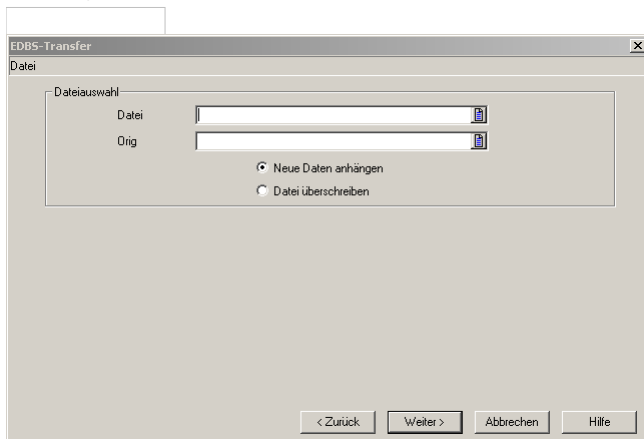 EDBS-Transfer
Datei
Dateiauswahl
Datei
Orig
Neue Daten anhängen
Datei überschreiben
< Zurück Weiter > Abbrechen Hilfe